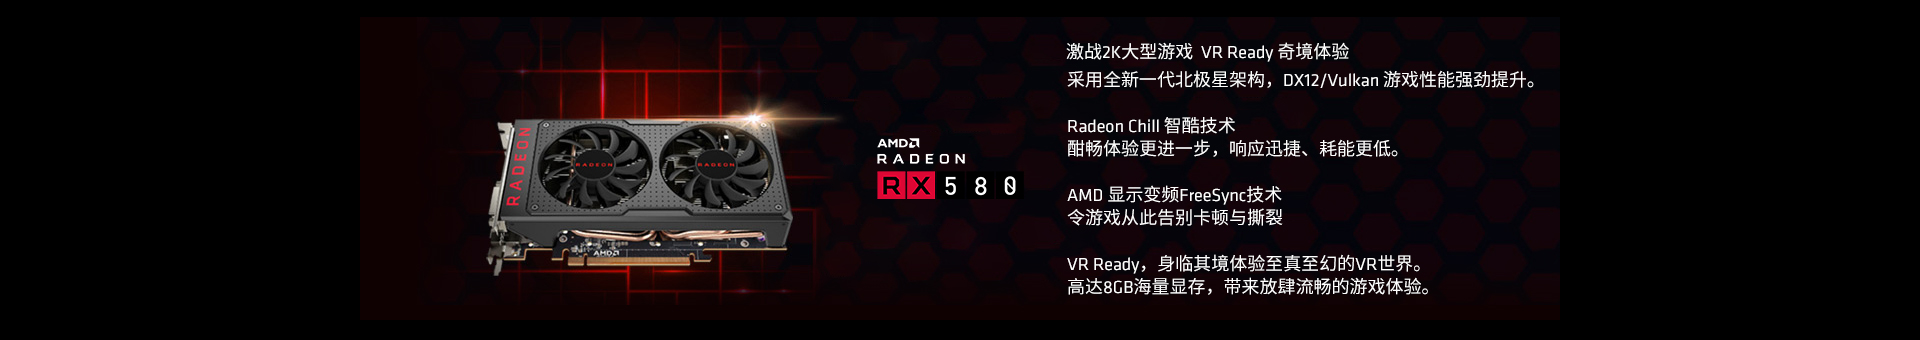 激战2K大型游戏 VR Ready 奇境体验
采用全新一代北极星架构，DX12/Vulkan 游戏性能强劲提升。
Radeon Chill 智酷技术
酣畅体验更进一步，响应迅捷、耗能更低。
AMD 显示变频FreeSync技术
令游戏从此告别卡顿与撕裂
VR Ready，身临其境体验至真至幻的VR世界。
高达8GB海量显存，带来放肆流畅的游戏体验。
AMD
RADEON
RX 580
RADEON
RADEON
RADEON
AMD